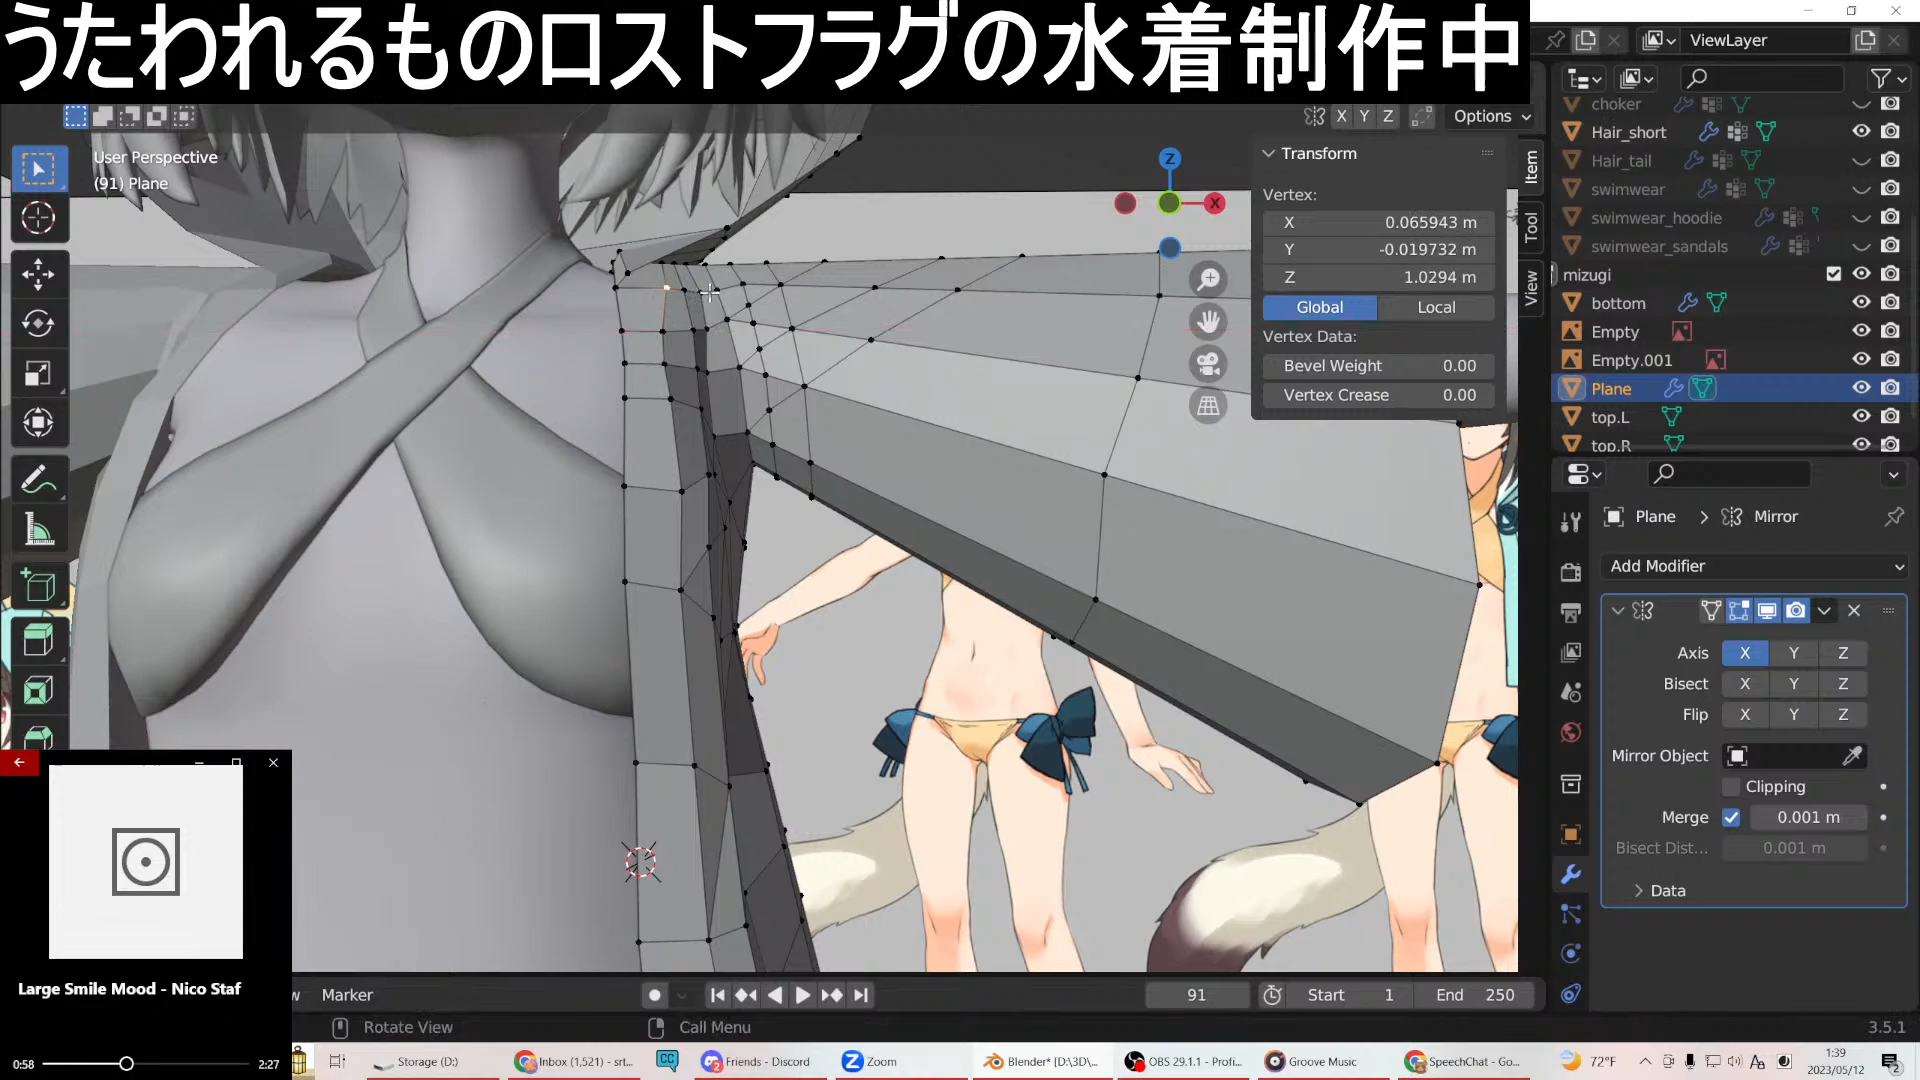 うたわれるものロストフラグの水着制作中
ViewLayer
X Y Z Options
User Perspective
(91) Plane
Z
X
Transform
Vertex:
X 0.065943 m
Y -0.019732 m
Z 1.0294 m
Global Local
Vertex Data:
Bevel Weight 0.00
Vertex Crease 0.00
Item
Tool
View
choker
Hair_short
Hair_tail
swimwear
swimwear_hoodie
swimwear_sandals
mizugi
bottom
Empty
Empty.001
Plane
top.L
top.R
Plane > Mirror
Add Modifier
Axis X Y Z
Bisect X Y Z
Flip X Y Z
Mirror Object
Clipping
Merge 0.001 m
Bisect Dist... 0.001 m
Data
Large Smile Mood - Nico Staf
0:58 2:27
Marker
91 Start 1 End 250
Rotate View Call Menu
3.5.1
Storage (D:)
Inbox (1,521) - srt...
CC
Friends - Discord
Zoom
Blender* [D:\3D\...
OBS 29.1.1 - Profi...
Groove Music
SpeechChat - Go...
72°F
A
1:39
2023/05/12
2